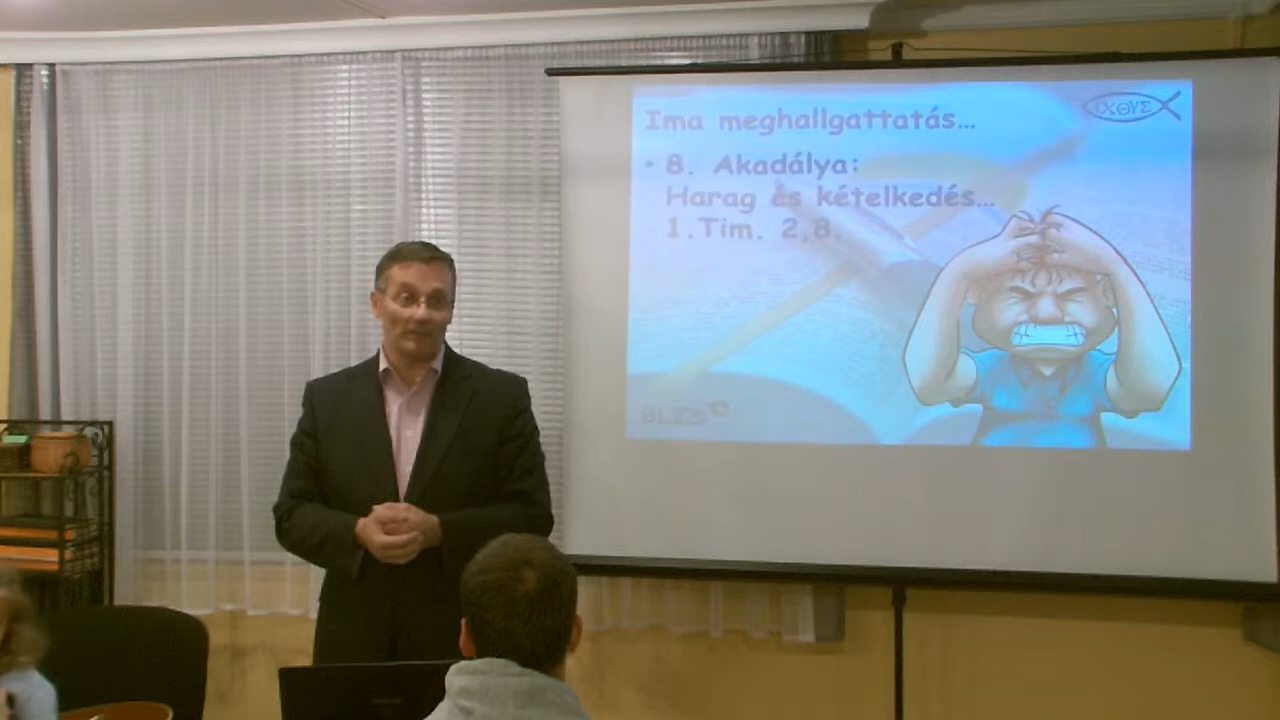 Ima meghallgattatás...
ΙΧΘΥΣ
• 8. Akadálya:
Harag és kételkedés...
1.Tim. 2,8.